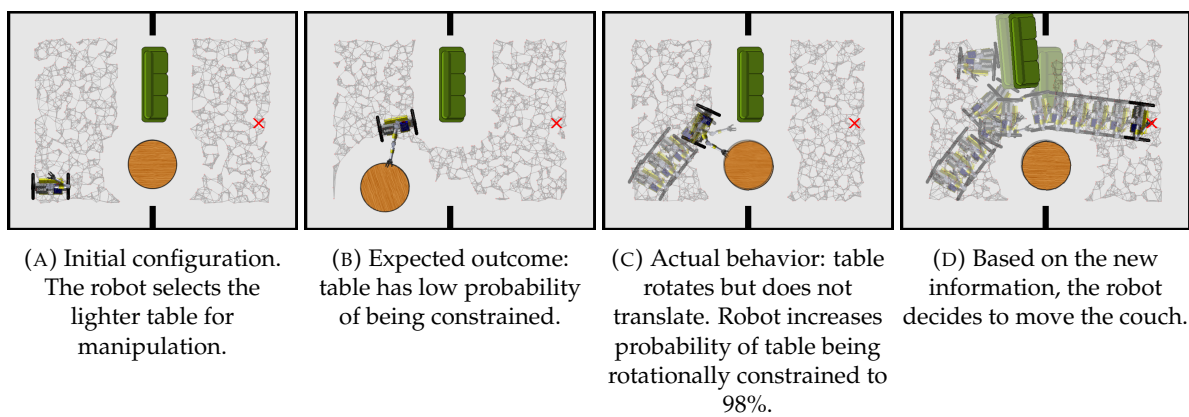 (A) Initial configuration.
The robot selects the
lighter table for
manipulation.
(B) Expected outcome:
table has low probability
of being constrained.
(C) Actual behavior: table
rotates but does not
translate. Robot increases
probability of table being
rotationally constrained to
98%.
(D) Based on the new
information, the robot
decides to move the couch.